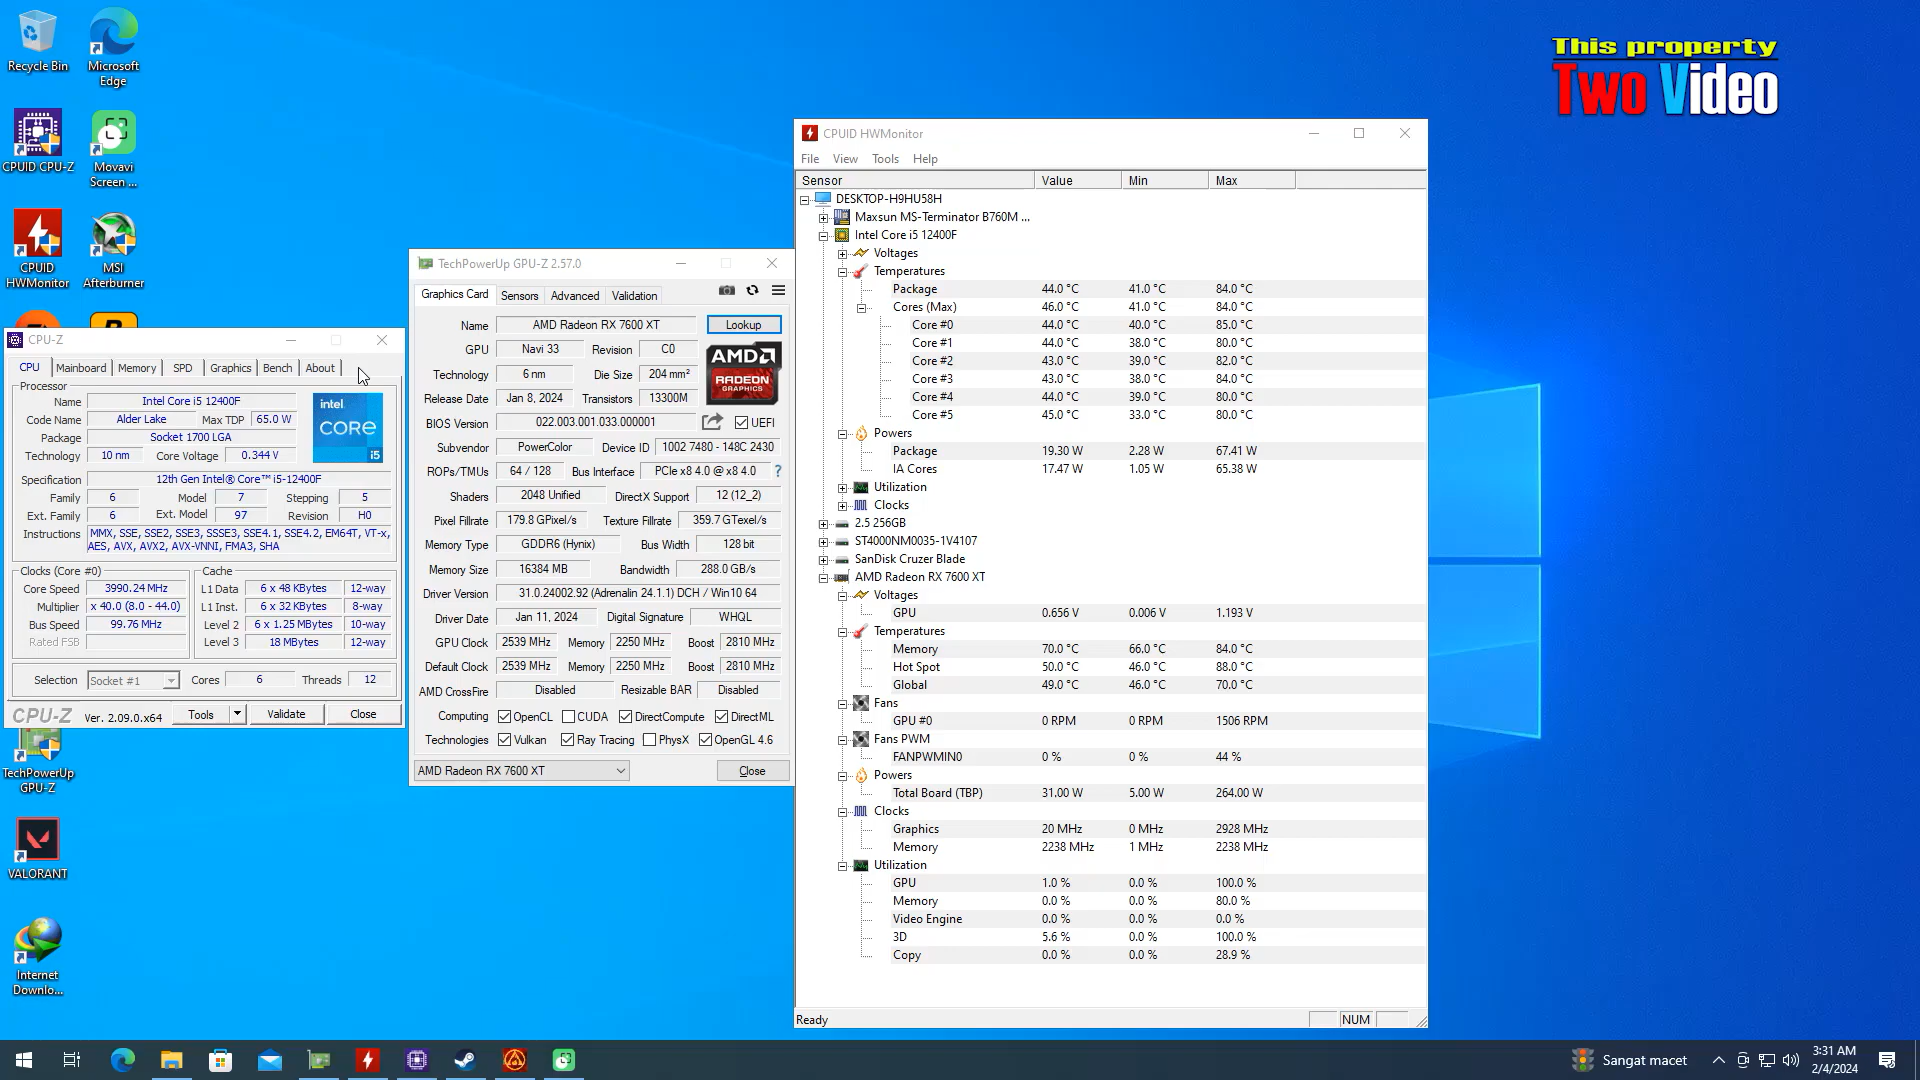 Recycle Bin
Microsoft Edge
CPUID CPU-Z
Movavi Screen ...
CPUID HWMonitor
MSI Afterburner
TechPowerUp GPU-Z
VALORANT
Internet Downlo...
This property
Two Video
CPU-Z
CPU Mainboard Memory SPD Graphics Bench About
Processor
Name Intel Core i5 12400F
Code Name Alder Lake Max TDP 65.0 W
Package Socket 1700 LGA
Technology 10 nm Core Voltage 0.344 V
intel CORE i5
Specification 12th Gen Intel® Core™ i5-12400F
Family 6 Model 7 Stepping 5
Ext. Family 6 Ext. Model 97 Revision H0
Instructions MMX, SSE, SSE2, SSE3, SSSE3, SSE4.1, SSE4.2, EM64T, VT-x,
AES, AVX, AVX2, AVX-VNNI, FMA3, SHA
Clocks (Core #0)
Core Speed 3990.24 MHz
Multiplier x 40.0 (8.0 - 44.0)
Bus Speed 99.76 MHz
Rated FSB
Cache
L1 Data 6 x 48 KBytes 12-way
L1 Inst. 6 x 32 KBytes 8-way
Level 2 6 x 1.25 MBytes 10-way
Level 3 18 MBytes 12-way
Selection Socket #1 Cores 6 Threads 12
CPU-Z Ver. 2.09.0.x64 Tools Validate Close
TechPowerUp GPU-Z 2.57.0
Graphics Card Sensors Advanced Validation
Name AMD Radeon RX 7600 XT Lookup
GPU Navi 33 Revision C0
Technology 6 nm Die Size 204 mm²
Release Date Jan 8, 2024 Transistors 13300M
AMD RADEON GRAPHICS
BIOS Version 022.003.001.033.000001 UEFI
Subvendor PowerColor Device ID 1002 7480 - 148C 2430
ROPs/TMUs 64 / 128 Bus Interface PCIe x8 4.0 @ x8 4.0 ?
Shaders 2048 Unified DirectX Support 12 (12_2)
Pixel Fillrate 179.8 GPixel/s Texture Fillrate 359.7 GTexel/s
Memory Type GDDR6 (Hynix) Bus Width 128 bit
Memory Size 16384 MB Bandwidth 288.0 GB/s
Driver Version 31.0.24002.92 (Adrenalin 24.1.1) DCH / Win10 64
Driver Date Jan 11, 2024 Digital Signature WHQL
GPU Clock 2539 MHz Memory 2250 MHz Boost 2810 MHz
Default Clock 2539 MHz Memory 2250 MHz Boost 2810 MHz
AMD CrossFire Disabled Resizable BAR Disabled
Computing OpenCL CUDA DirectCompute DirectML
Technologies Vulkan Ray Tracing PhysX OpenGL 4.6
AMD Radeon RX 7600 XT Close
CPUID HWMonitor
File View Tools Help
Sensor Value Min Max
DESKTOP-H9HU58H
Maxsun MS-Terminator B760M ...
Intel Core i5 12400F
Voltages
Temperatures
Package 44.0 °C 41.0 °C 84.0 °C
Cores (Max) 46.0 °C 41.0 °C 84.0 °C
Core #0 44.0 °C 40.0 °C 85.0 °C
Core #1 44.0 °C 38.0 °C 80.0 °C
Core #2 43.0 °C 39.0 °C 82.0 °C
Core #3 43.0 °C 38.0 °C 84.0 °C
Core #4 44.0 °C 39.0 °C 80.0 °C
Core #5 45.0 °C 33.0 °C 80.0 °C
Powers
Package 19.30 W 2.28 W 67.41 W
IA Cores 17.47 W 1.05 W 65.38 W
Utilization
Clocks
2.5 256GB
ST4000NM0035-1V4107
SanDisk Cruzer Blade
AMD Radeon RX 7600 XT
Voltages
GPU 0.656 V 0.006 V 1.193 V
Temperatures
Memory 70.0 °C 66.0 °C 84.0 °C
Hot Spot 50.0 °C 46.0 °C 88.0 °C
Global 49.0 °C 46.0 °C 70.0 °C
Fans
GPU #0 0 RPM 0 RPM 1506 RPM
Fans PWM
FANPWMIN0 0 % 0 % 44 %
Powers
Total Board (TBP) 31.00 W 5.00 W 264.00 W
Clocks
Graphics 20 MHz 0 MHz 2928 MHz
Memory 2238 MHz 1 MHz 2238 MHz
Utilization
GPU 1.0 % 0.0 % 100.0 %
Memory 0.0 % 0.0 % 80.0 %
Video Engine 0.0 % 0.0 % 0.0 %
3D 5.6 % 0.0 % 100.0 %
Copy 0.0 % 0.0 % 28.9 %
Ready NUM
Sangat macet
3:31 AM
2/4/2024